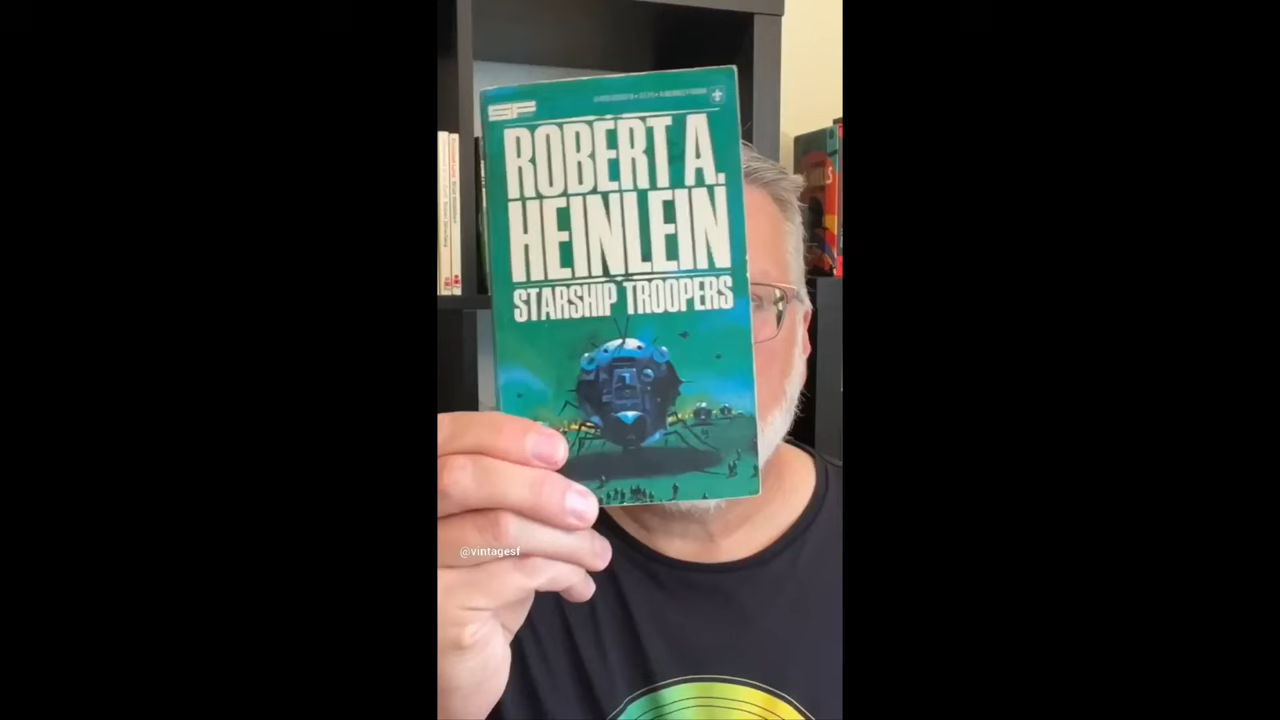 SF
ROBERT A.
HEINLEIN
STARSHIP TROOPERS
@vintagesf